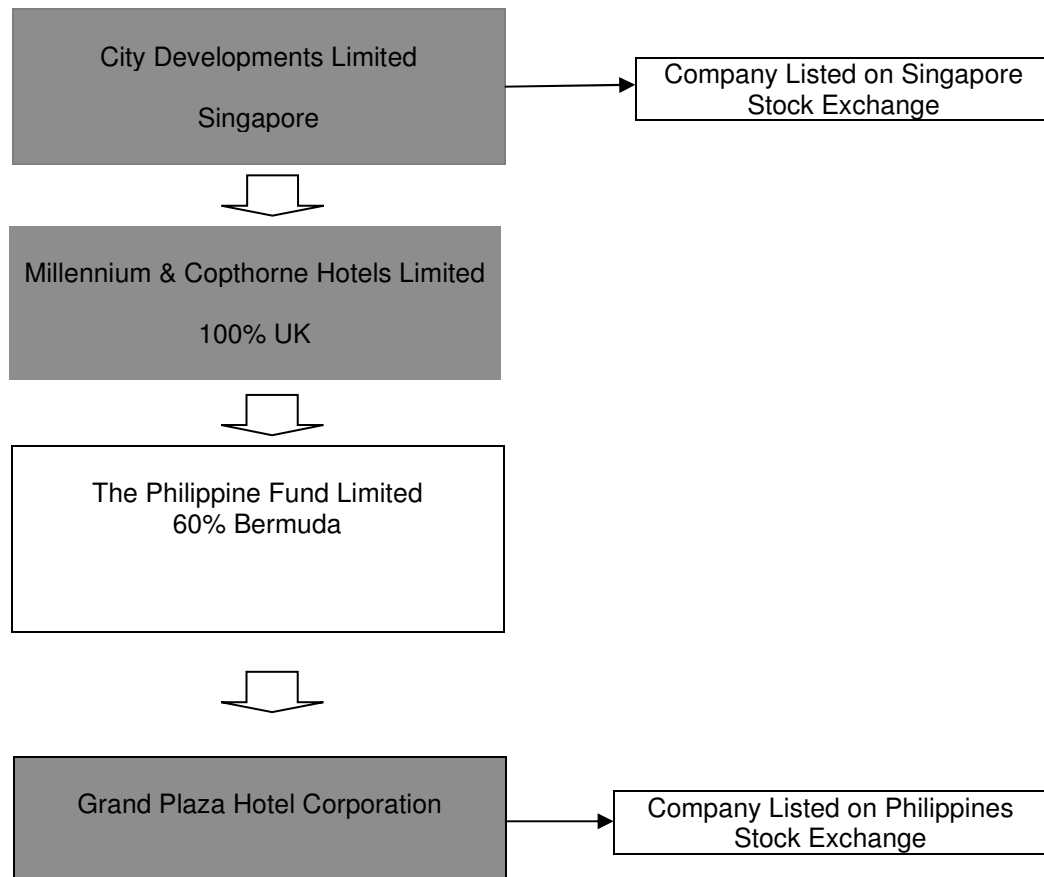 City Developments Limited
Singapore
Company Listed on Singapore
Stock Exchange
Millennium & Copthorne Hotels Limited
100% UK
The Philippine Fund Limited
60% Bermuda
Grand Plaza Hotel Corporation
Company Listed on Philippines
Stock Exchange